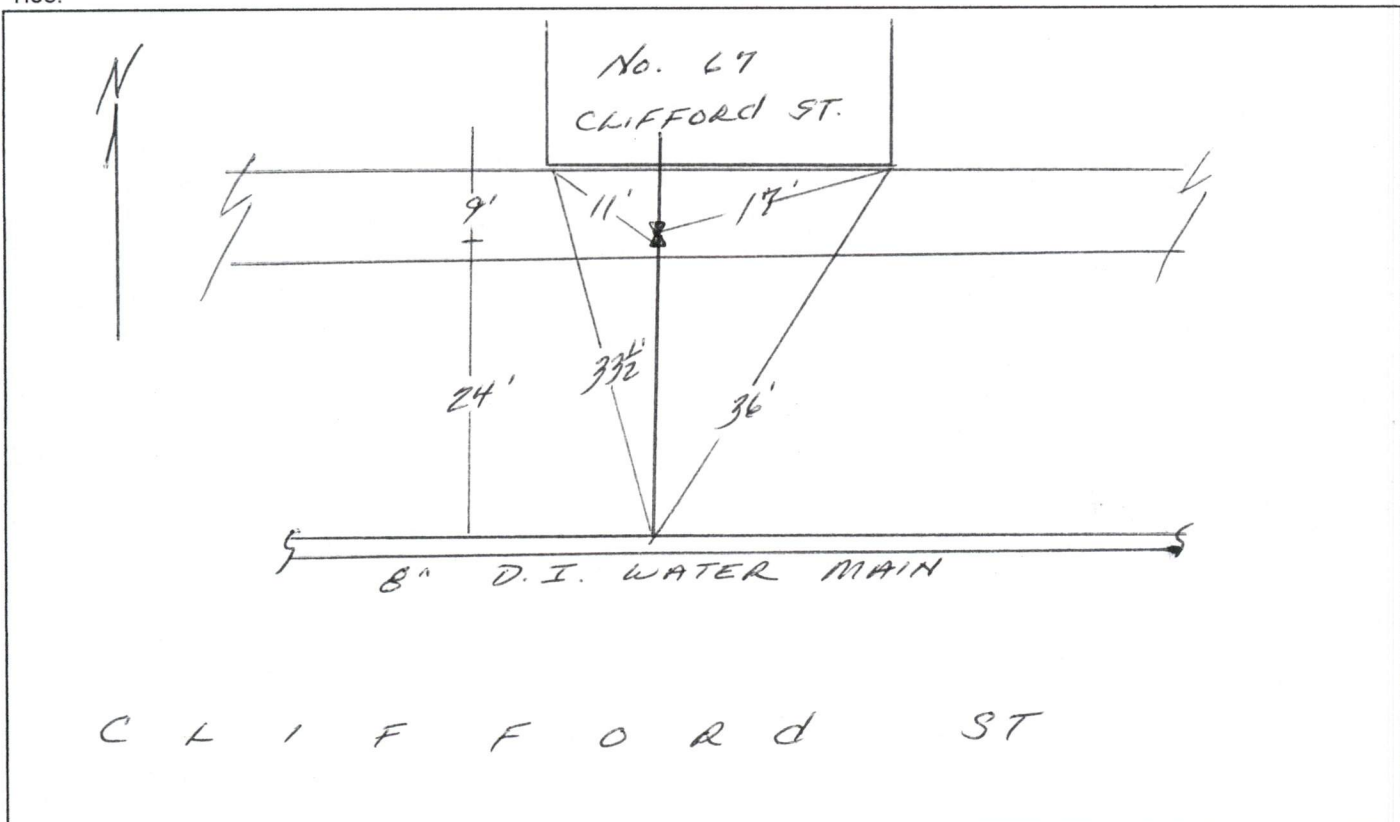 N
No. 67
CLIFFORd ST.
9'
11'
17'
24'
33½'
36'
8" D.I. WATER MAIN
CLIFFORd ST